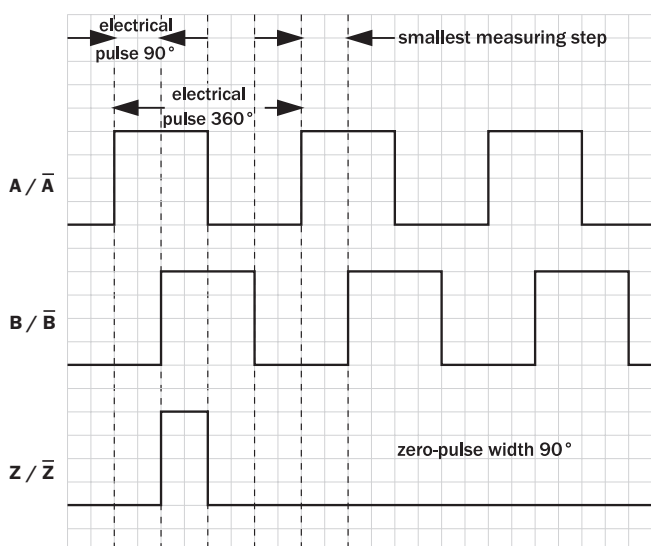 electrical
pulse 90°
smallest measuring step
electrical
pulse 360°
A / A̅
B / B̅
Z / Z̅
zero-pulse width 90°